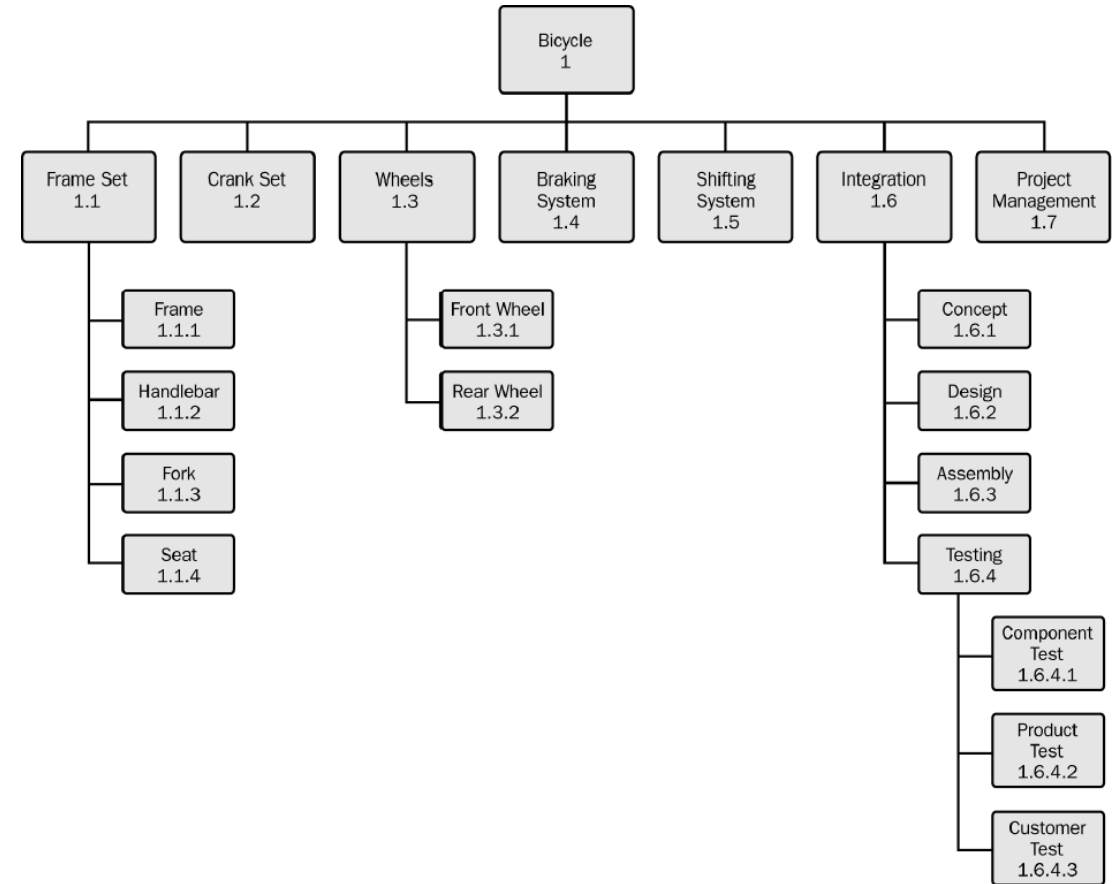 Bicycle
1
Frame Set
1.1
Crank Set
1.2
Wheels
1.3
Braking
System
1.4
Shifting
System
1.5
Integration
1.6
Project
Management
1.7
Frame
1.1.1
Handlebar
1.1.2
Fork
1.1.3
Seat
1.1.4
Front Wheel
1.3.1
Rear Wheel
1.3.2
Concept
1.6.1
Design
1.6.2
Assembly
1.6.3
Testing
1.6.4
Component
Test
1.6.4.1
Product
Test
1.6.4.2
Customer
Test
1.6.4.3